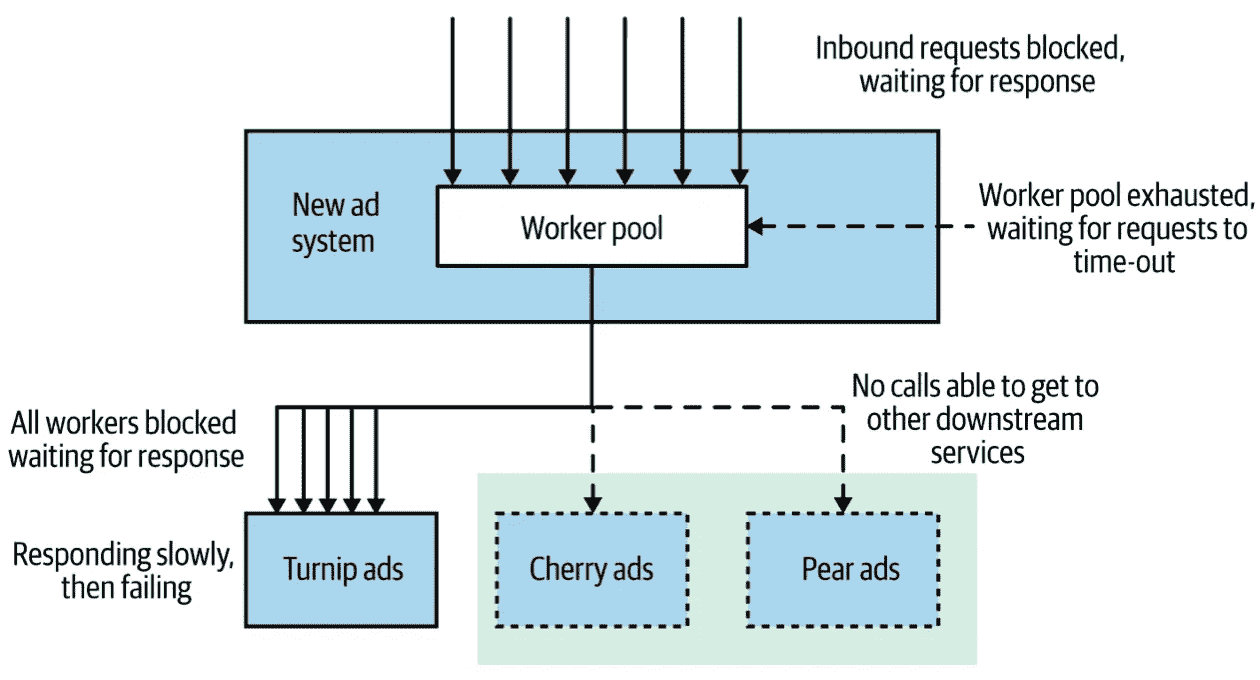 Inbound requests blocked,
waiting for response
New ad
system
Worker pool
Worker pool exhausted,
waiting for requests to
time-out
All workers blocked
waiting for response
No calls able to get to
other downstream
services
Responding slowly,
then failing
Turnip ads
Cherry ads
Pear ads